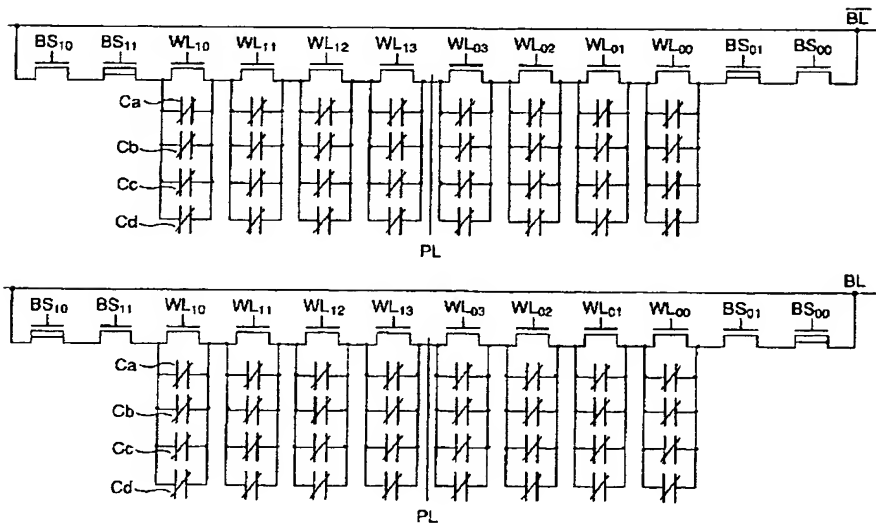 B̅L̅
BS₁₀ BS₁₁ WL₁₀ WL₁₁ WL₁₂ WL₁₃ WL₀₃ WL₀₂ WL₀₁ WL₀₀ BS₀₁ BS₀₀
Ca
Cb
Cc
Cd
PL
BL
BS₁₀ BS₁₁ WL₁₀ WL₁₁ WL₁₂ WL₁₃ WL₀₃ WL₀₂ WL₀₁ WL₀₀ BS₀₁ BS₀₀
Ca
Cb
Cc
Cd
PL